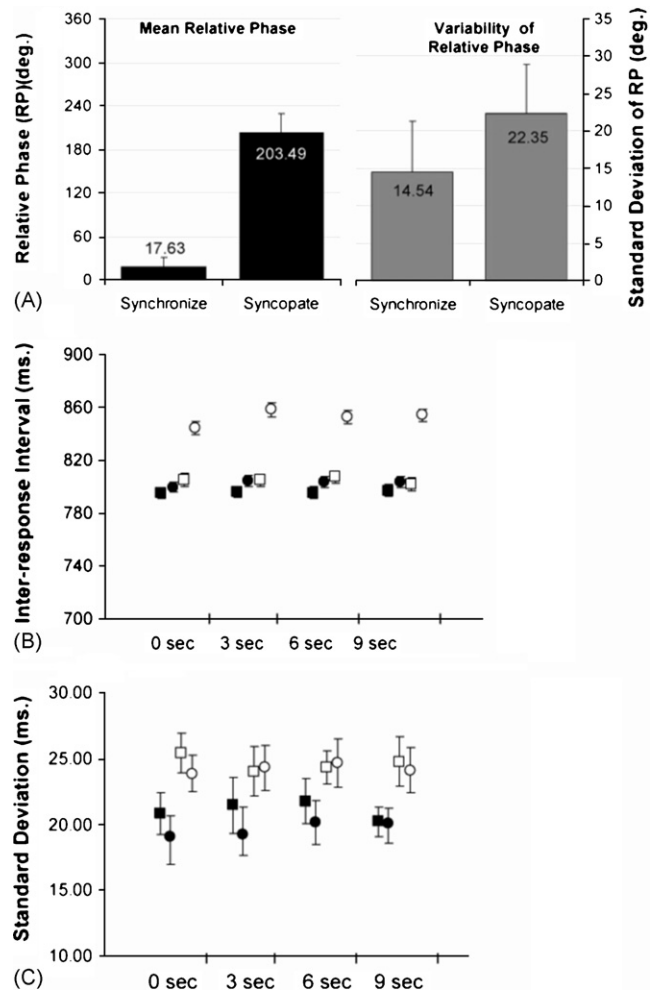 Mean Relative Phase
Variability of
Relative Phase
Relative Phase (RP)(deg.)
360
300
240
180
120
60
0
17.63
203.49
14.54
22.35
35
30
25
20
15
10
5
0
Standard Deviation of RP (deg.)
Synchronize
Syncopate
Synchronize
Syncopate
(A)
Inter-response Interval (ms.)
900
860
820
780
740
700
0 sec
3 sec
6 sec
9 sec
(B)
Standard Deviation (ms.)
30.00
25.00
20.00
15.00
10.00
0 sec
3 sec
6 sec
9 sec
(C)